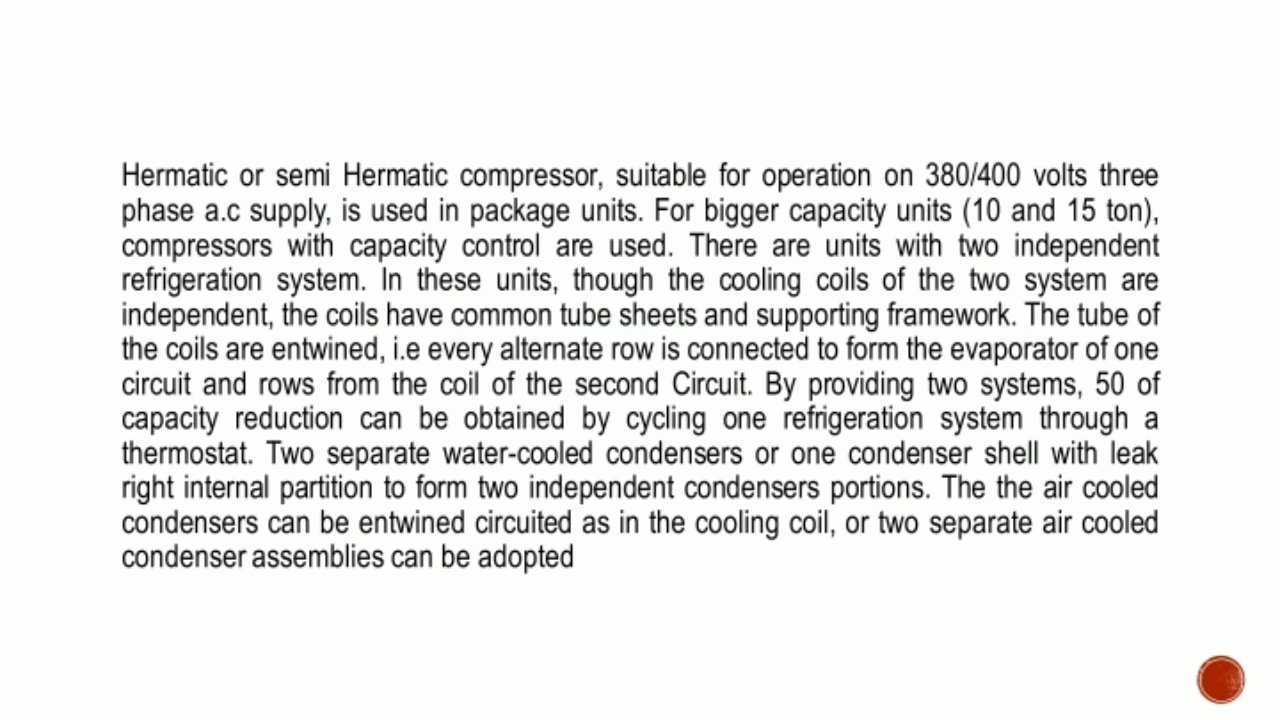 Hermatic or semi Hermatic compressor, suitable for operation on 380/400 volts three
phase a.c supply, is used in package units. For bigger capacity units (10 and 15 ton),
compressors with capacity control are used. There are units with two independent
refrigeration system. In these units, though the cooling coils of the two system are
independent, the coils have common tube sheets and supporting framework. The tube of
the coils are entwined, i.e every alternate row is connected to form the evaporator of one
circuit and rows from the coil of the second Circuit. By providing two systems, 50 of
capacity reduction can be obtained by cycling one refrigeration system through a
thermostat. Two separate water-cooled condensers or one condenser shell with leak
right internal partition to form two independent condensers portions. The the air cooled
condensers can be entwined circuited as in the cooling coil, or two separate air cooled
condenser assemblies can be adopted